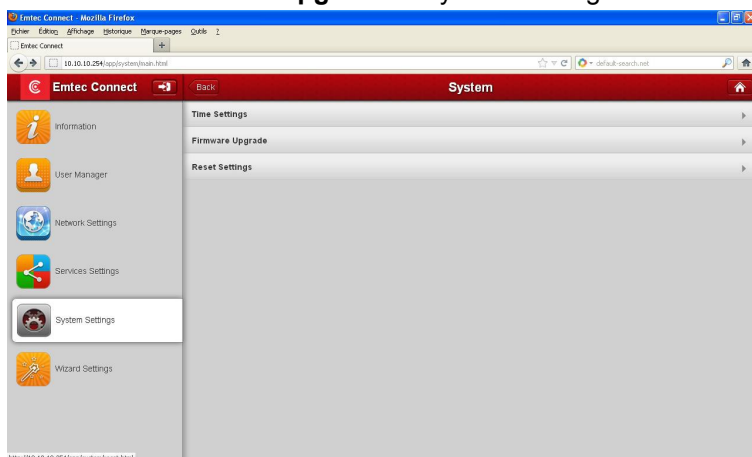 Emtec Connect - Mozilla Firefox
Fichier Édition Affichage Historique Marque-pages Outils ?
Emtec Connect +
10.10.10.254/app/system/main.html
default-search.net
Emtec Connect
Back
System
Information
User Manager
Network Settings
Services Settings
System Settings
Wizard Settings
Time Settings
Firmware Upgrade
Reset Settings